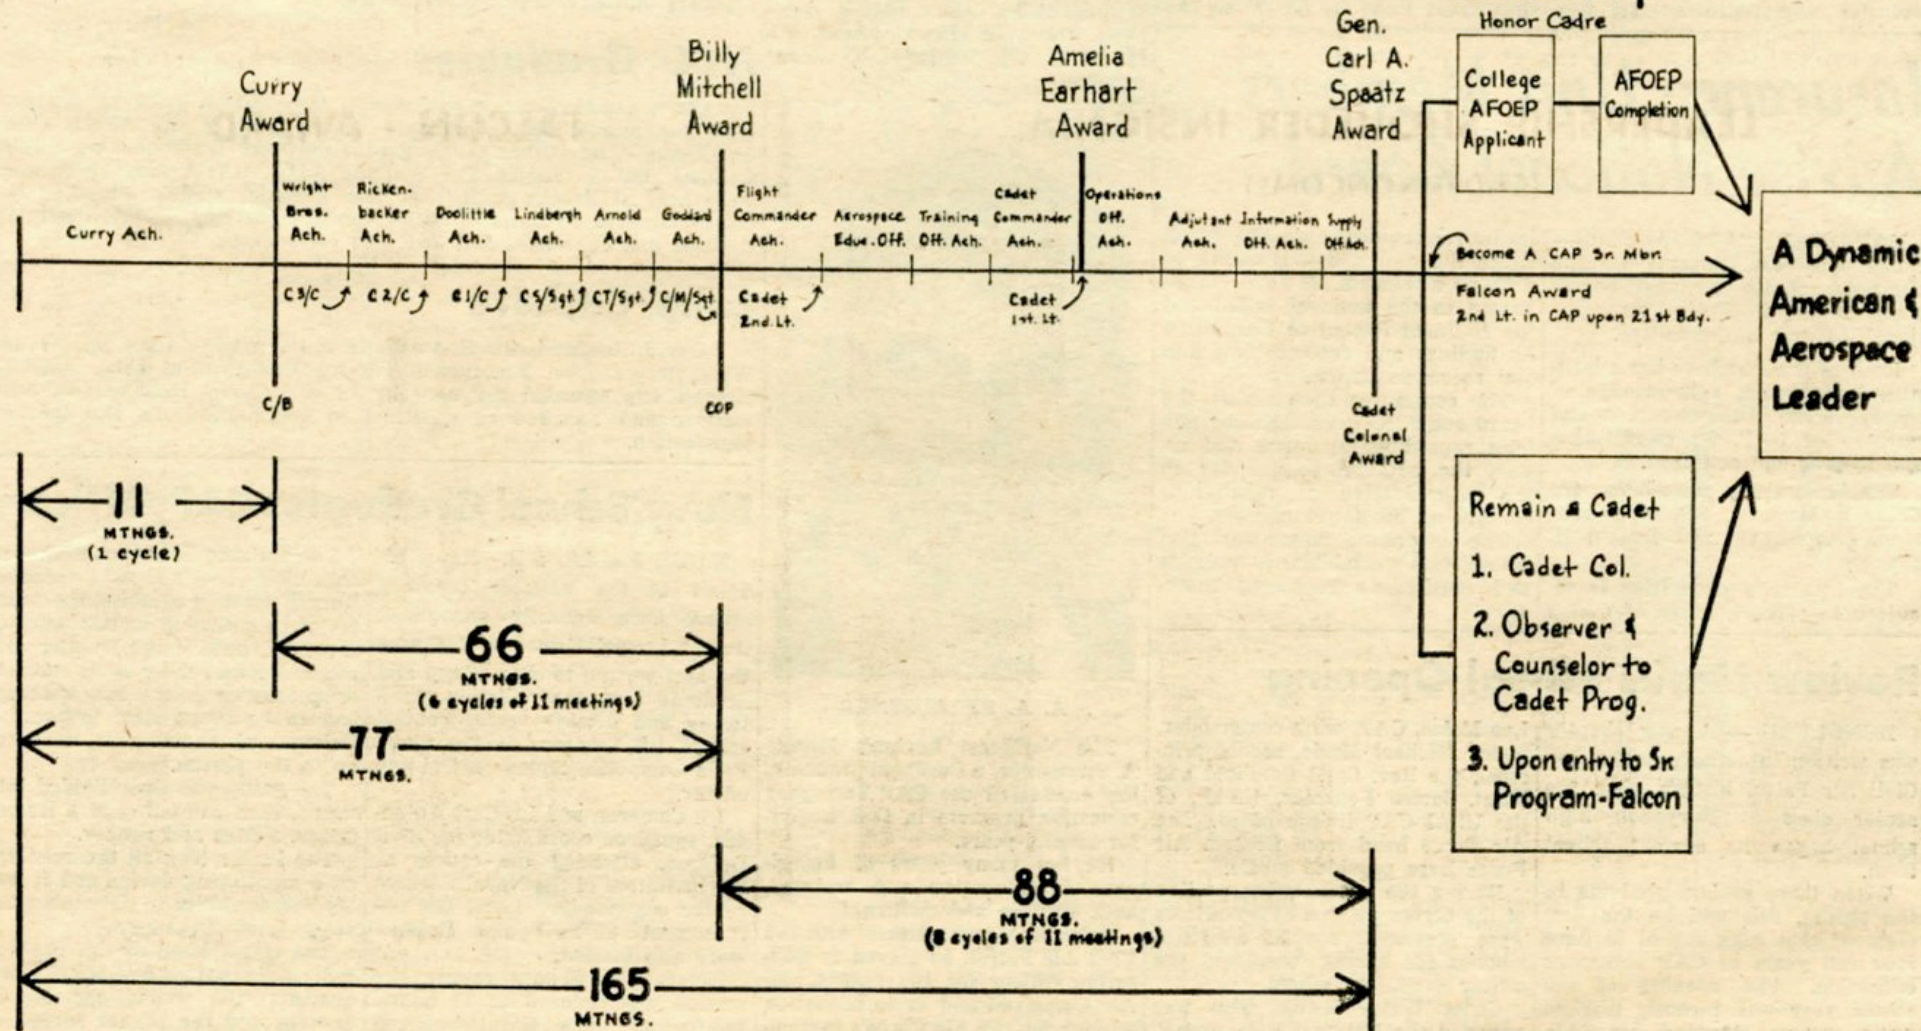 Curry
Award
Billy
Mitchell
Award
Amelia
Earhart
Award
Gen.
Carl A.
Spaatz
Award
Honor Cadre
College
AFOEP
Applicant
AFOEP
Completion
Curry Ach.
Wright
Bros.
Ach.
Ricken-
backer
Ach.
Doolittle
Ach.
Lindbergh
Ach.
Arnold
Ach.
Goddard
Ach.
Flight
Commander
Ach.
Aerospace
Educ. Off.
Training
Off. Ach.
Cadet
Commander
Ach.
Operations
Off.
Ach.
Adjutant
Ach.
Information
Off. Ach.
Supply
Off. Ach.
C3/C
C2/C
C1/C
CS/Sgt.
CT/Sgt.
C/M/Sgt.
Cadet
2nd. Lt.
Cadet
1st. Lt.
Become A CAP Sr. Mbr.
Falcon Award
2nd Lt. in CAP upon 21st Bdy.
A Dynamic
American &
Aerospace
Leader
C/B
COP
Cadet
Colonel
Award
11
MTNGS.
(1 cycle)
66
MTNGS.
(6 cycles of 11 meetings)
77
MTNGS.
88
MTNGS.
(8 cycles of 11 meetings)
165
MTNGS.
Remain a Cadet
1. Cadet Col.
2. Observer &
Counselor to
Cadet Prog.
3. Upon entry to Sr.
Program-Falcon